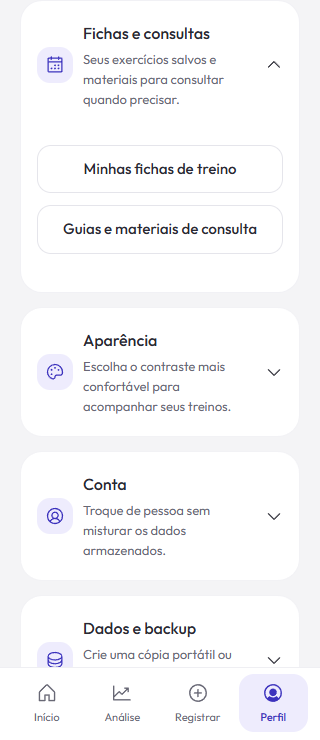 Fichas e consultas
Seus exercícios salvos e
materiais para consultar
quando precisar.
Minhas fichas de treino
Guias e materiais de consulta
Aparência
Escolha o contraste mais
confortável para
acompanhar seus treinos.
Conta
Troque de pessoa sem
misturar os dados
armazenados.
Dados e backup
Crie uma cópia portátil ou
Início
Análise
Registrar
Perfil